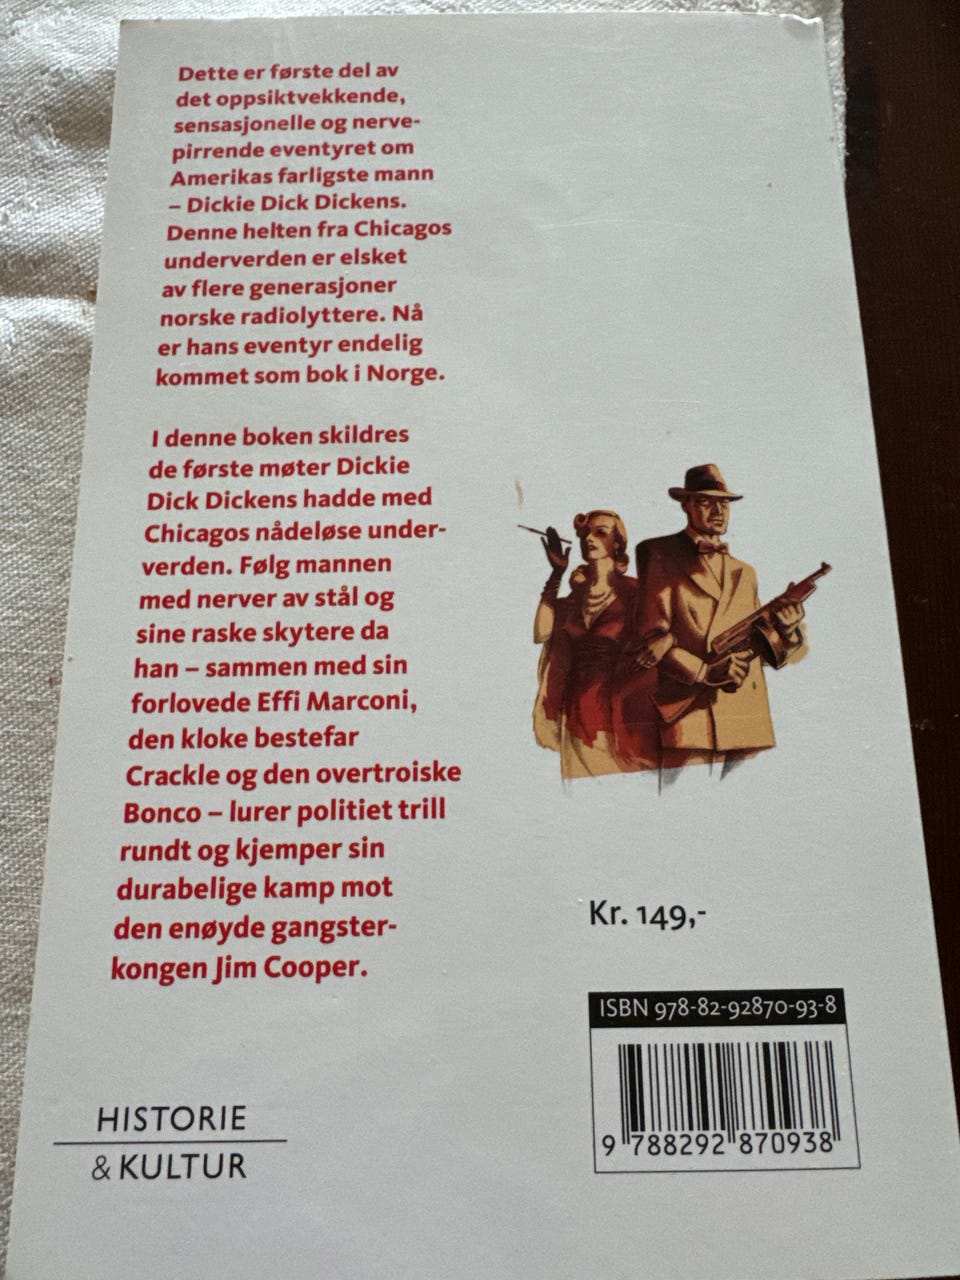 Dette er første del av
det oppsiktvekkende,
sensasjonelle og nerve-
pirrende eventyret om
Amerikas farligste mann
– Dickie Dick Dickens.
Denne helten fra Chicagos
underverden er elsket
av flere generasjoner
norske radiolyttere. Nå
er hans eventyr endelig
kommet som bok i Norge.
I denne boken skildres
de første møter Dickie
Dick Dickens hadde med
Chicagos nådeløse under-
verden. Følg mannen
med nerver av stål og
sine raske skytere da
han – sammen med sin
forlovede Effi Marconi,
den kloke bestefar
Crackle og den overtroiske
Bonco – lurer politiet trill
rundt og kjemper sin
durabelige kamp mot
den enøyde gangster-
kongen Jim Cooper.
Kr. 149,-
ISBN 978-82-92870-93-8
9 788292 870938
HISTORIE
& KULTUR